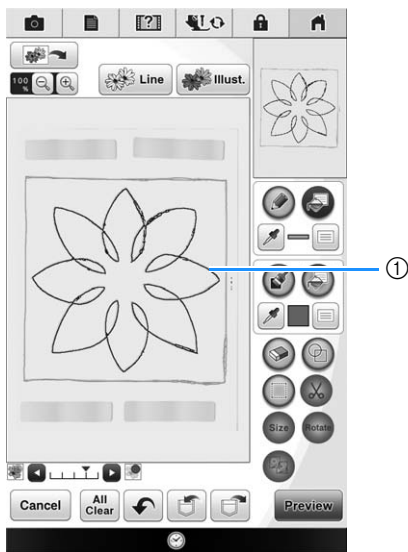 [?]
100 %
Line
Illust.
①
Size
Rotate
Cancel
All
Clear
Preview